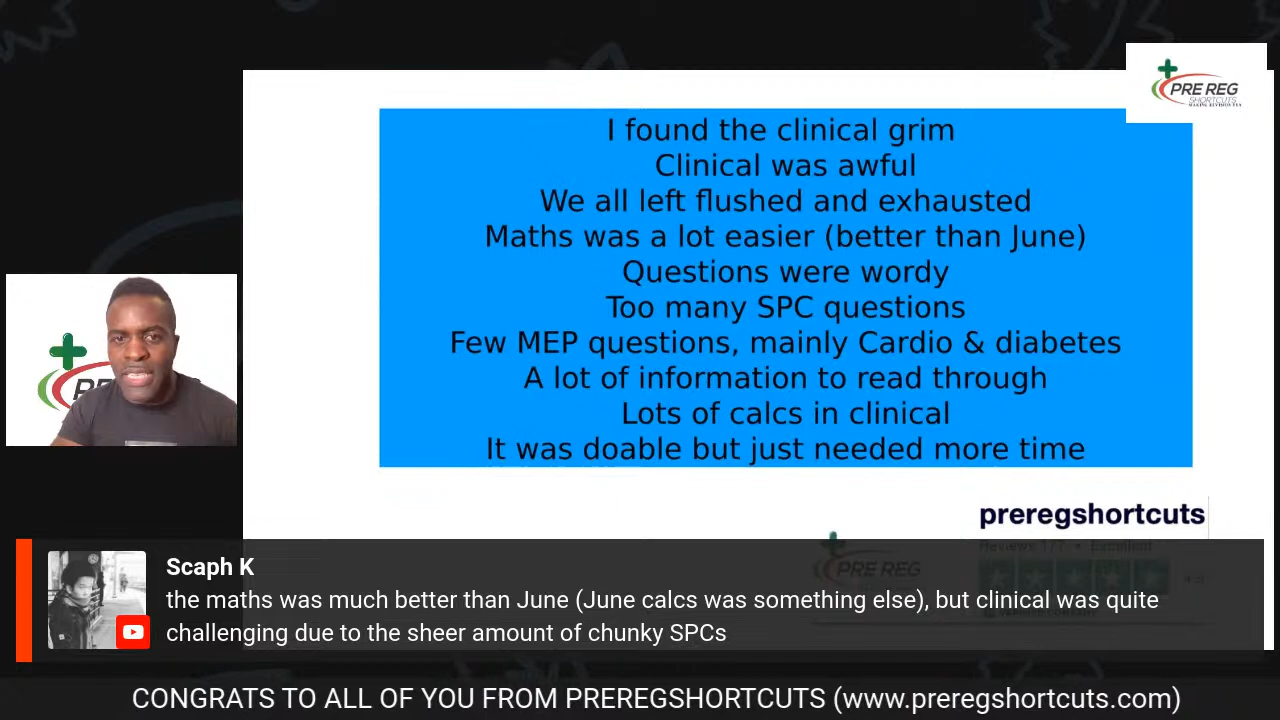 PRE REG
SHORTCUTS
I found the clinical grim
Clinical was awful
We all left flushed and exhausted
Maths was a lot easier (better than June)
Questions were wordy
Too many SPC questions
Few MEP questions, mainly Cardio & diabetes
A lot of information to read through
Lots of calcs in clinical
It was doable but just needed more time
preregshortcuts
PRE REG
Scaph K
the maths was much better than June (June calcs was something else), but clinical was quite
challenging due to the sheer amount of chunky SPCs
CONGRATS TO ALL OF YOU FROM PREREGSHORTCUTS (www.preregshortcuts.com)